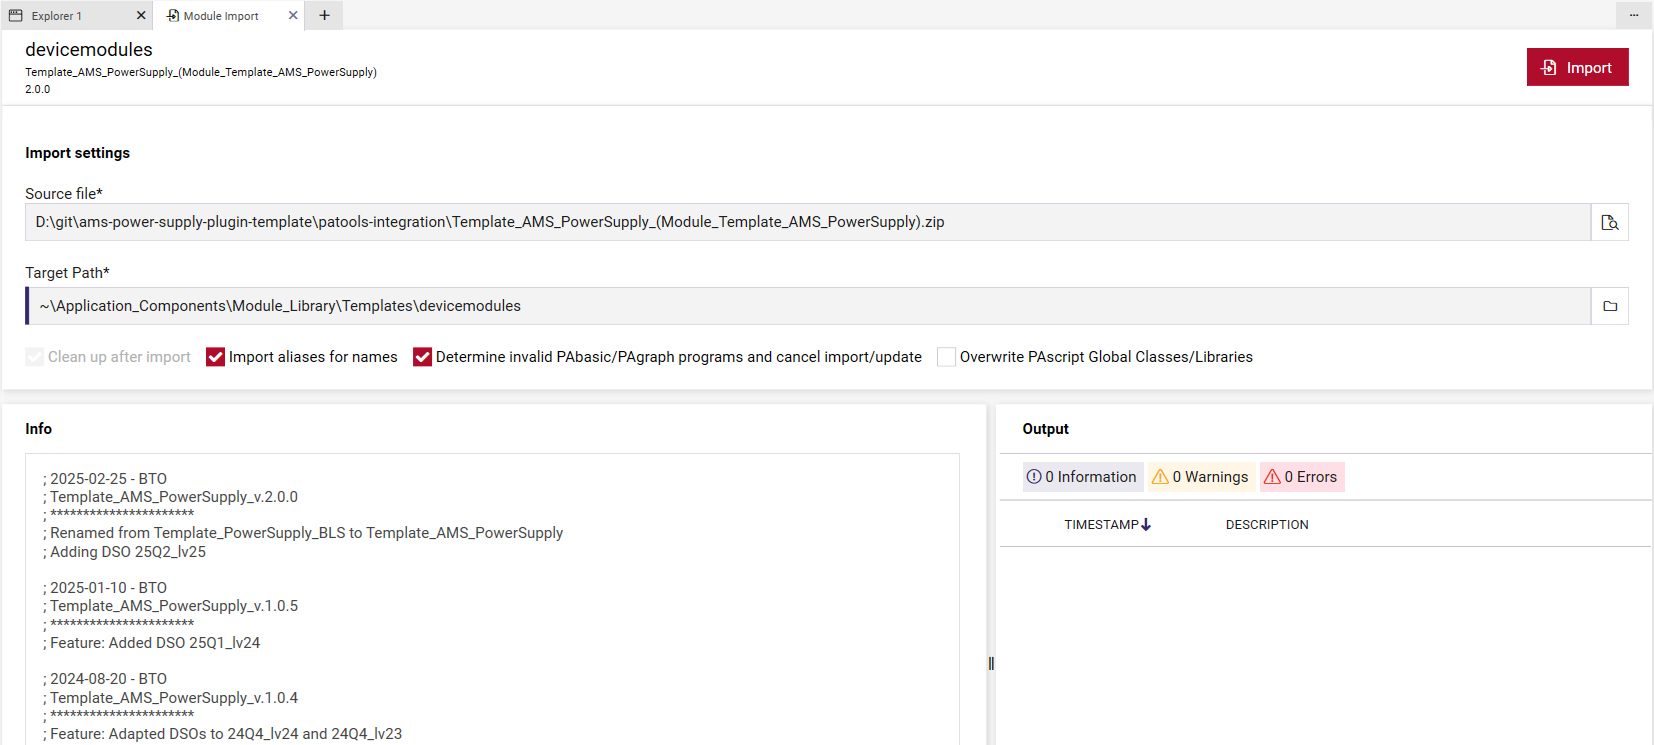 Explorer 1
Module Import
devicemodules
Template_AMS_PowerSupply_(Module_Template_AMS_PowerSupply)
2.0.0
Import
Import settings
Source file*
D:\git\ams-power-supply-plugin-template\patools-integration\Template_AMS_PowerSupply_(Module_Template_AMS_PowerSupply).zip
Target Path*
~\Application_Components\Module_Library\Templates\devicemodules
Clean up after import
Import aliases for names
Determine invalid PAbasic/PAgraph programs and cancel import/update
Overwrite PAscript Global Classes/Libraries
Info
; 2025-02-25 - BTO
; Template_AMS_PowerSupply_v.2.0.0
; **********************
; Renamed from Template_PowerSupply_BLS to Template_AMS_PowerSupply
; Adding DSO 25Q2_lv25
; 2025-01-10 - BTO
; Template_AMS_PowerSupply_v.1.0.5
; **********************
; Feature: Added DSO 25Q1_lv24
; 2024-08-20 - BTO
; Template_AMS_PowerSupply_v.1.0.4
; **********************
; Feature: Adapted DSOs to 24Q4_lv24 and 24Q4_lv23
Output
0 Information
0 Warnings
0 Errors
TIMESTAMP
DESCRIPTION